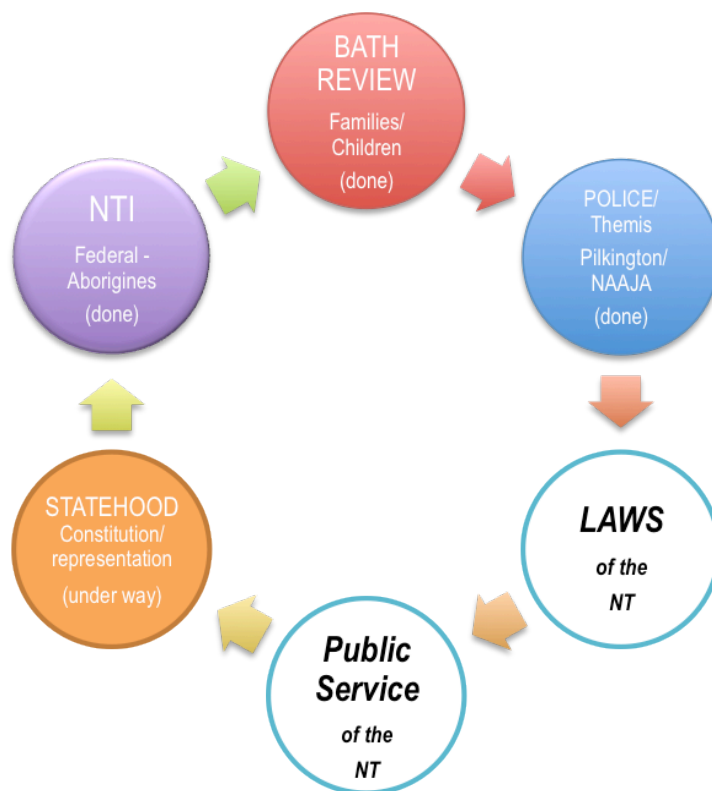 BATH
REVIEW
Families/
Children
(done)
POLICE/
Themis
Pilkington/
NAAJA
(done)
LAWS
of the
NT
Public
Service
of the
NT
STATEHOOD
Constitution/
representation
(under way)
NTI
Federal -
Aborigines
(done)